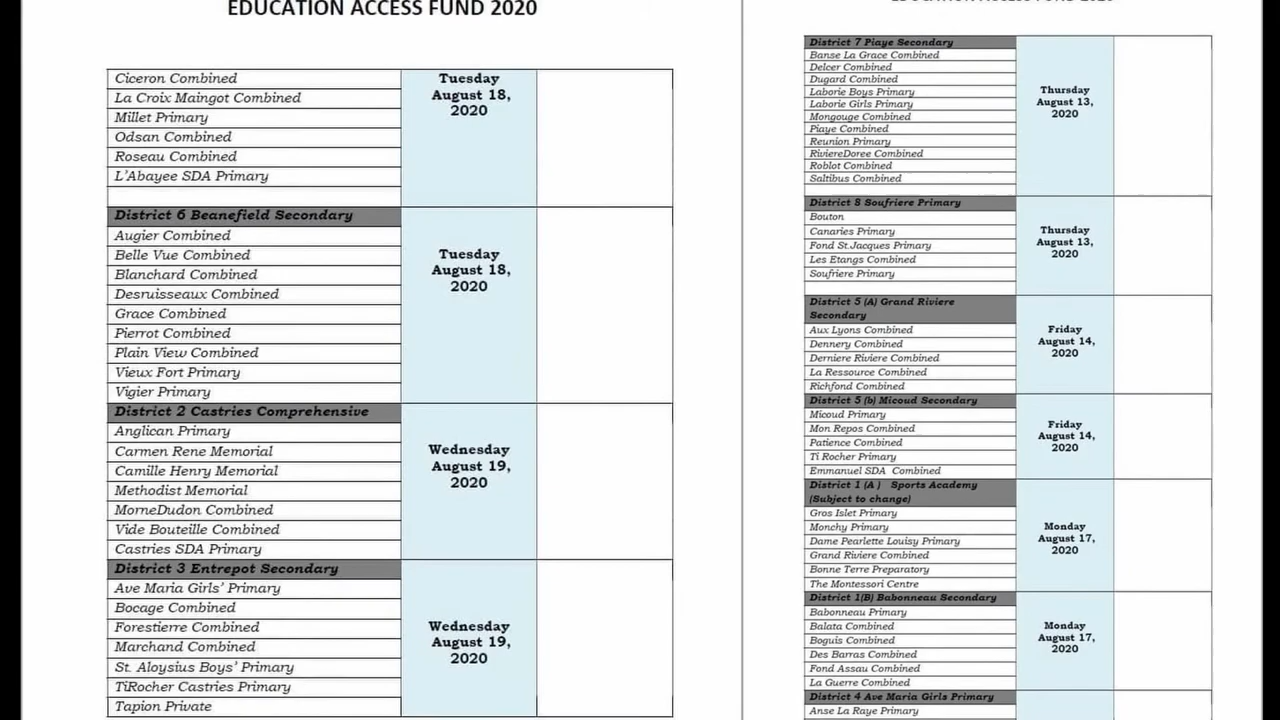 EDUCATION ACCESS FUND 2020
Ciceron Combined
La Croix Maingot Combined
Millet Primary
Odsan Combined
Roseau Combined
L'Abayee SDA Primary
Tuesday
August 18,
2020
District 6 Beanefield Secondary
Augier Combined
Belle Vue Combined
Blanchard Combined
Desruisseaux Combined
Grace Combined
Pierrot Combined
Plain View Combined
Vieux Fort Primary
Vigier Primary
Tuesday
August 18,
2020
District 2 Castries Comprehensive
Anglican Primary
Carmen Rene Memorial
Camille Henry Memorial
Methodist Memorial
MorneDudon Combined
Vide Bouteille Combined
Castries SDA Primary
Wednesday
August 19,
2020
District 3 Entrepot Secondary
Ave Maria Girls' Primary
Bocage Combined
Forestierre Combined
Marchand Combined
St. Aloysius Boys' Primary
TiRocher Castries Primary
Tapion Private
Wednesday
August 19,
2020
District 7 Piaye Secondary
Banse La Grace Combined
Delcer Combined
Dugard Combined
Laborie Boys Primary
Laborie Girls Primary
Mongouge Combined
Piaye Combined
Reunion Primary
RiviereDoree Combined
Roblot Combined
Saltibus Combined
Thursday
August 13,
2020
District 8 Soufriere Primary
Bouton
Canaries Primary
Fond St.Jacques Primary
Les Etangs Combined
Soufriere Primary
Thursday
August 13,
2020
District 5 (A) Grand Riviere
Secondary
Aux Lyons Combined
Dennery Combined
Derniere Riviere Combined
La Ressource Combined
Richfond Combined
Friday
August 14,
2020
District 5 (b) Micoud Secondary
Micoud Primary
Mon Repos Combined
Patience Combined
Ti Rocher Primary
Emmanuel SDA Combined
Friday
August 14,
2020
District 1 (A ) Sports Academy
(Subject to change)
Gros Islet Primary
Monchy Primary
Dame Pearlette Louisy Primary
Grand Riviere Combined
Bonne Terre Preparatory
The Montessori Centre
Monday
August 17,
2020
District 1(B) Babonneau Secondary
Babonneau Primary
Balata Combined
Boguis Combined
Des Barras Combined
Fond Assau Combined
La Guerre Combined
Monday
August 17,
2020
District 4 Ave Maria Girls Primary
Anse La Raye Primary